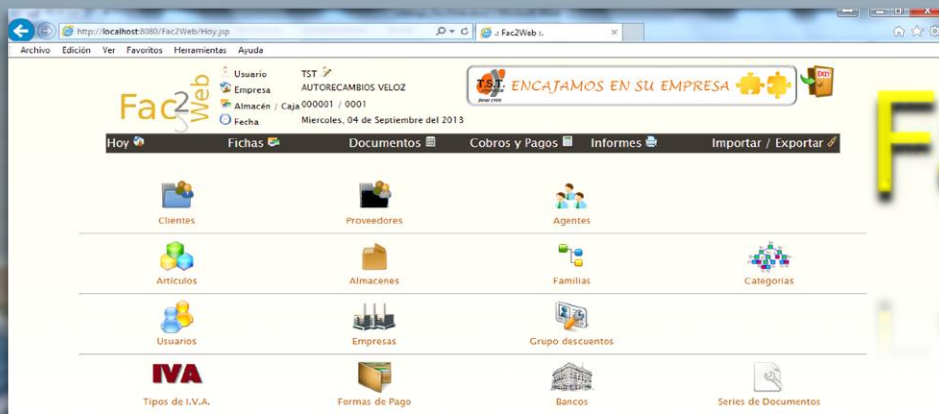 http://localhost:8080/Fac2Web/Hoy.jsp
.: Fac2Web :.
Archivo Edición Ver Favoritos Herramientas Ayuda
Fac2Web
Usuario TST
Empresa AUTORECAMBIOS VELOZ
Almacén / Caja 000001 / 0001
Fecha Miercoles, 04 de Septiembre del 2013
T.S.T. ENCAJAMOS EN SU EMPRESA
EXIT
Hoy Fichas Documentos Cobros y Pagos Informes Importar / Exportar
Clientes Proveedores Agentes
Artículos Almacenes Familias Categorías
Usuarios Empresas Grupo descuentos
IVA
Tipos de I.V.A. Formas de Pago Bancos Series de Documentos
F